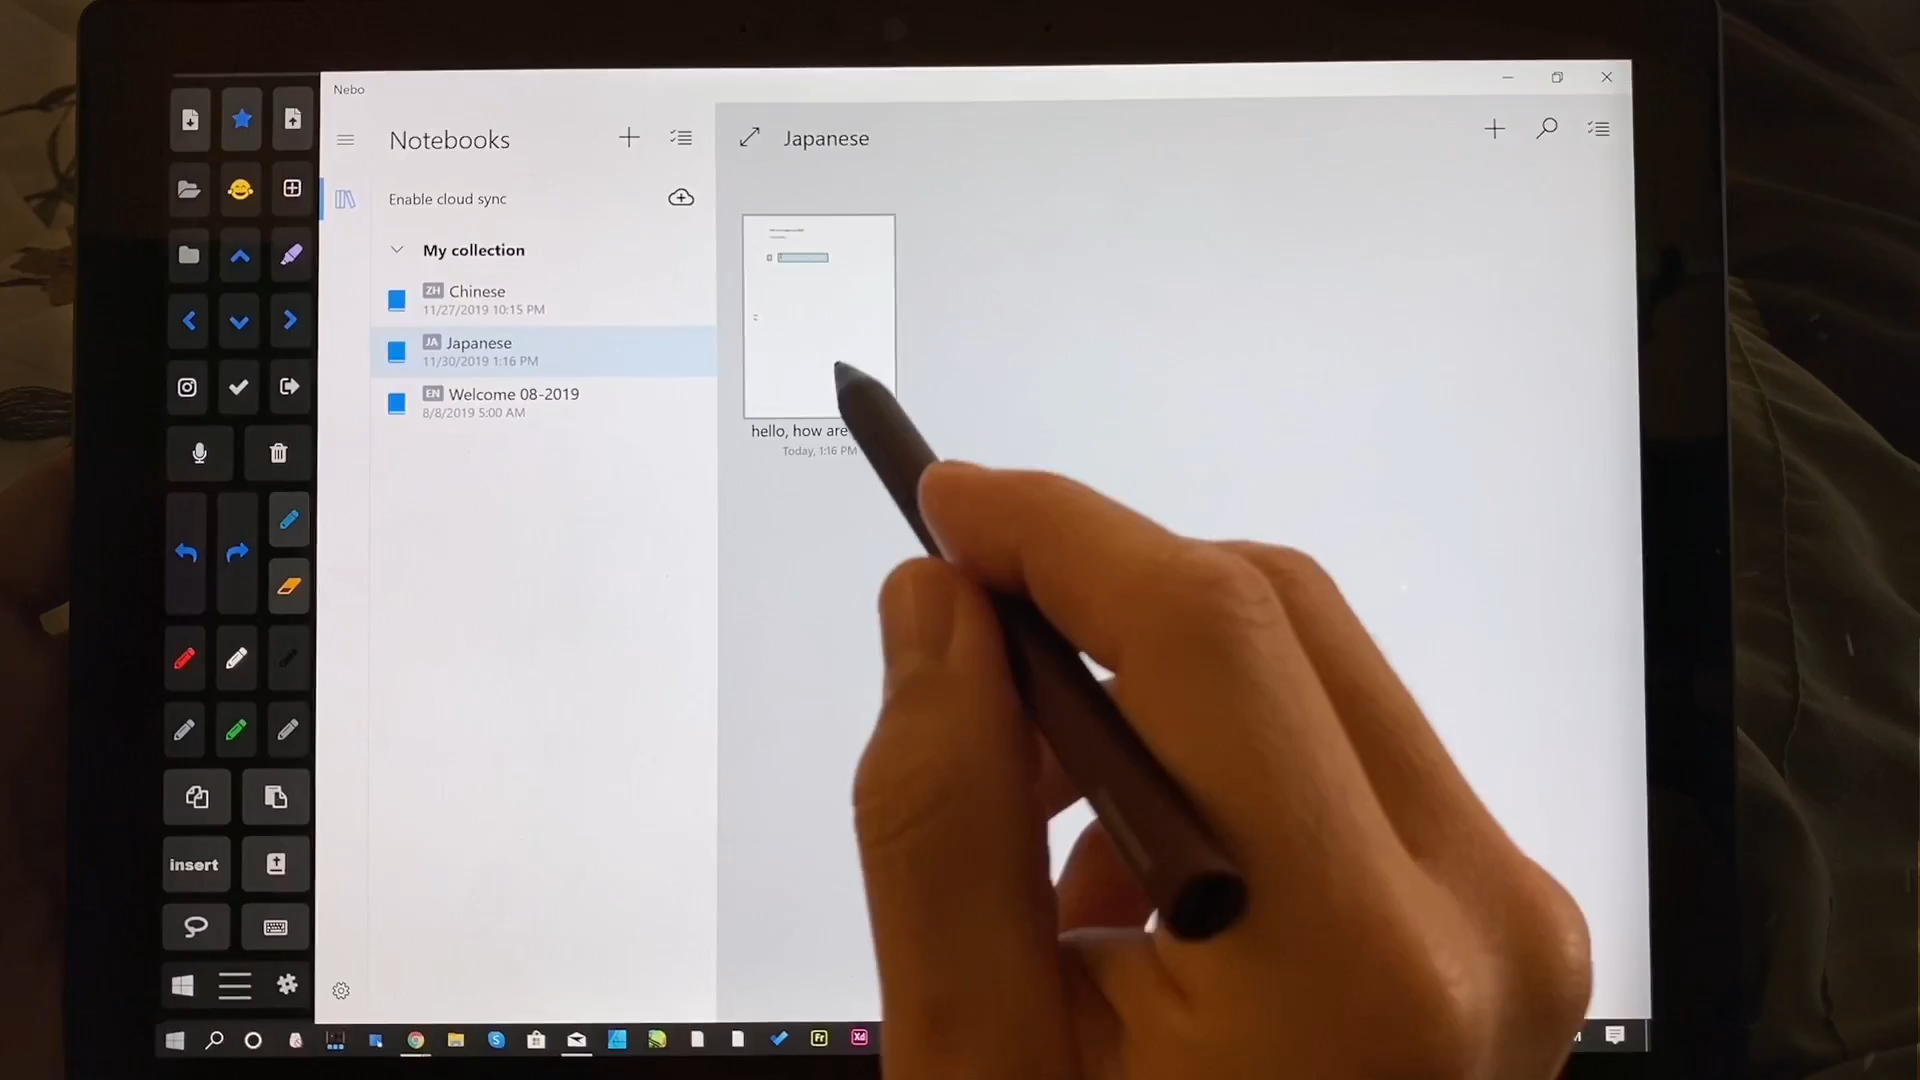 Nebo
Notebooks
Enable cloud sync
My collection
ZH Chinese
11/27/2019 10:15 PM
JA Japanese
11/30/2019 1:16 PM
EN Welcome 08-2019
8/8/2019 5:00 AM
Japanese
hello, how are
Today, 1:16 PM
insert
Fr
Xd